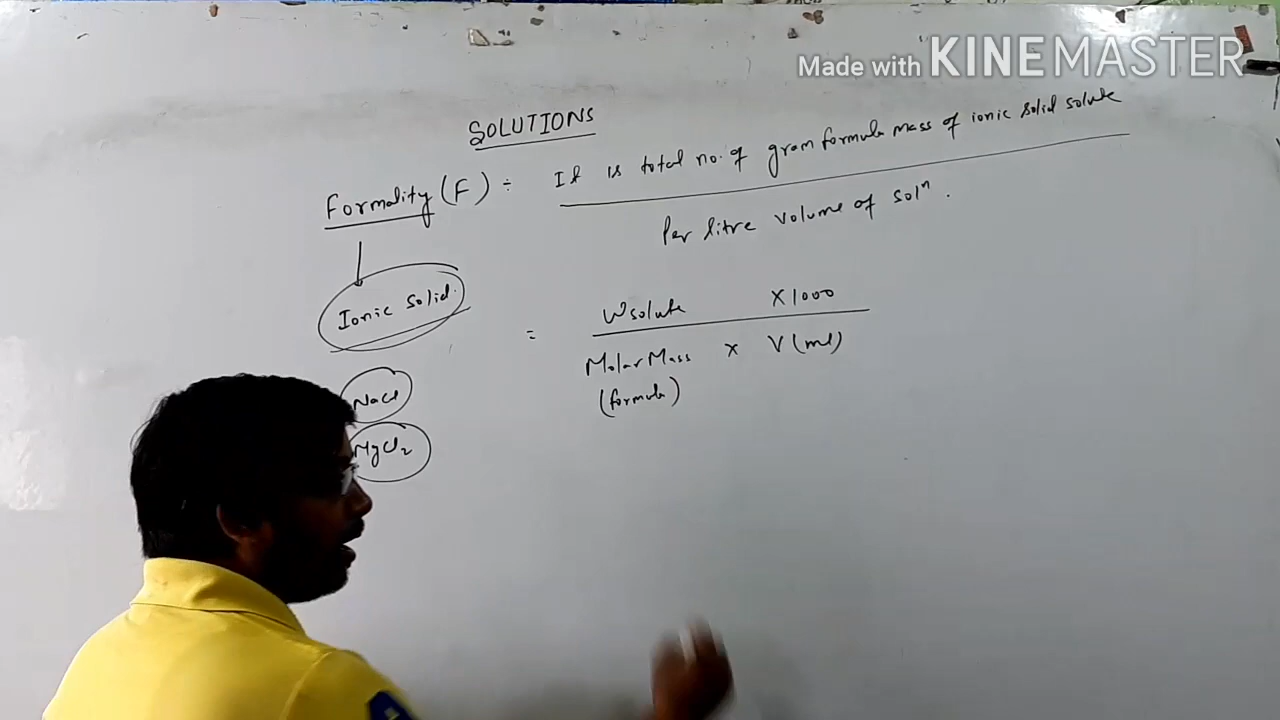 Made with KINEMASTER
SOLUTIONS
Formality (F) ÷ It is total no. of gram formula mass of ionic solid solute
Per litre volume of solⁿ.
Ionic Solid.
= Wsolute X 1000
Molar Mass x V (ml)
(formula)
NaCl
MgCl₂